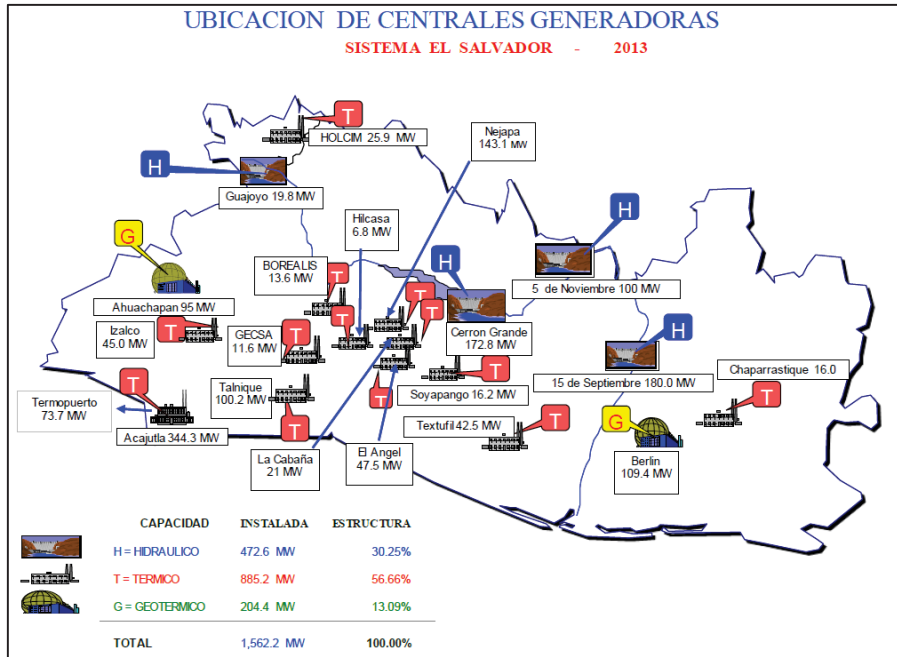 UBICACION DE CENTRALES GENERADORAS
SISTEMA EL SALVADOR - 2013
T
HOLCIM 25.9 MW
Nejapa
143.1 MW
H
Guajoyo 19.8 MW
Hilcasa
6.8 MW
H
H
G
BOREALIS
13.6 MW
T
T
5 de Noviembre 100 MW
Ahuachapan 95 MW
Izalco
45.0 MW
T
GECSA
11.6 MW
T
T
T
Cerron Grande
172.8 MW
H
15 de Septiembre 180.0 MW
Chaparrastique 16.0
T
Talnique
100.2 MW
T
Soyapango 16.2 MW
T
T
Termopuerto
73.7 MW
T
Acajutla 344.3 MW
Textufil 42.5 MW
T
G
Berlin
109.4 MW
La Cabaña
21 MW
El Angel
47.5 MW
CAPACIDAD INSTALADA ESTRUCTURA
H = HIDRAULICO 472.6 MW 30.25%
T = TERMICO 885.2 MW 56.66%
G = GEOTERMICO 204.4 MW 13.09%
TOTAL 1,562.2 MW 100.00%